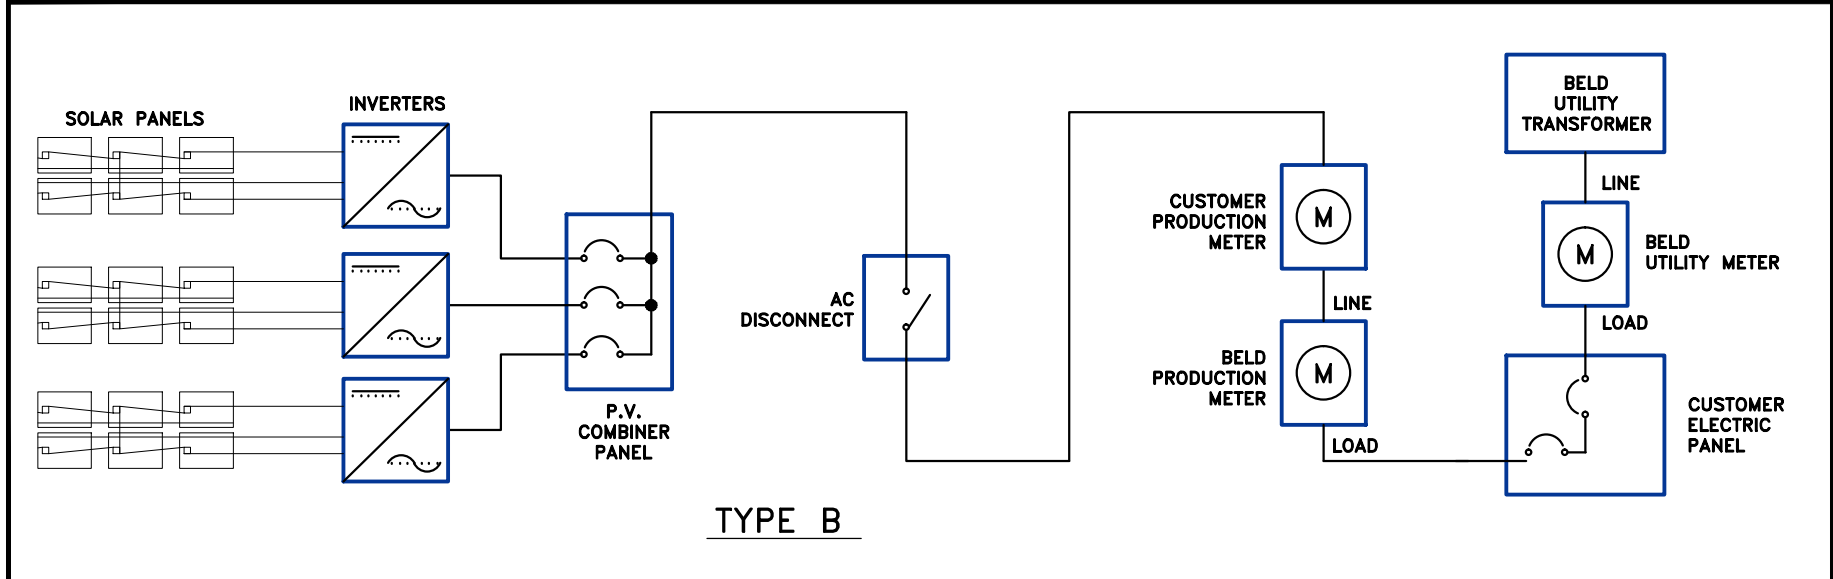 SOLAR PANELS
INVERTERS
P.V.
COMBINER
PANEL
AC
DISCONNECT
CUSTOMER
PRODUCTION
METER
M
LINE
BELD
PRODUCTION
METER
M
LOAD
BELD
UTILITY
TRANSFORMER
LINE
M
BELD
UTILITY METER
LOAD
CUSTOMER
ELECTRIC
PANEL
TYPE B